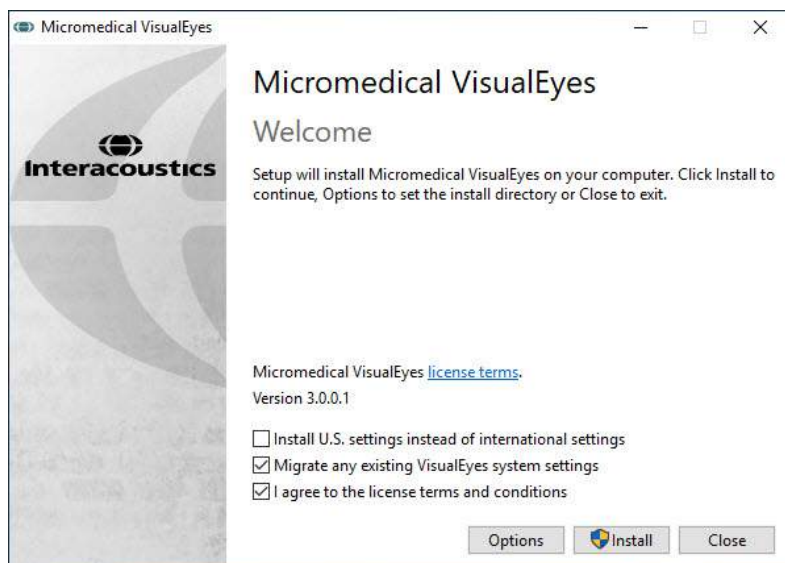 Micromedical VisualEyes
Micromedical VisualEyes
Welcome
Interacoustics
Setup will install Micromedical VisualEyes on your computer. Click Install to
continue, Options to set the install directory or Close to exit.
Micromedical VisualEyes license terms.
Version 3.0.0.1
Install U.S. settings instead of international settings
Migrate any existing VisualEyes system settings
I agree to the license terms and conditions
Options
Install
Close